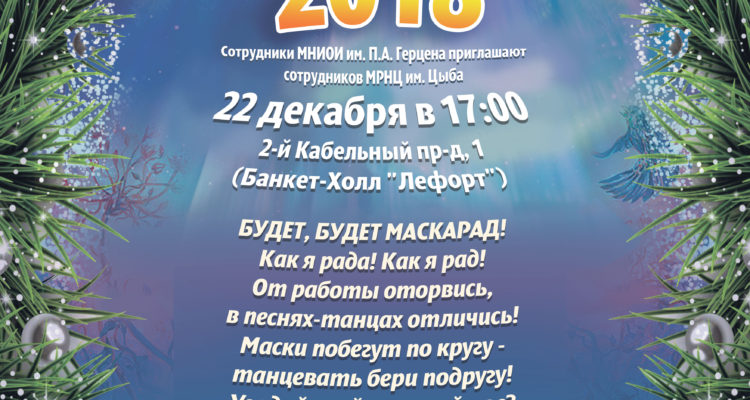 2018
Сотрудники МНИОИ им. П.А. Герцена приглашают
сотрудников МРНЦ им. Цыба
22 декабря в 17:00
2-й Кабельный пр-д, 1
(Банкет-Холл "Лефорт")
БУДЕТ, БУДЕТ МАСКАРАД!
Как я рада! Как я рад!
От работы оторвись,
в песнях-танцах отличись!
Маски побегут по кругу -
танцевать бери подругу!